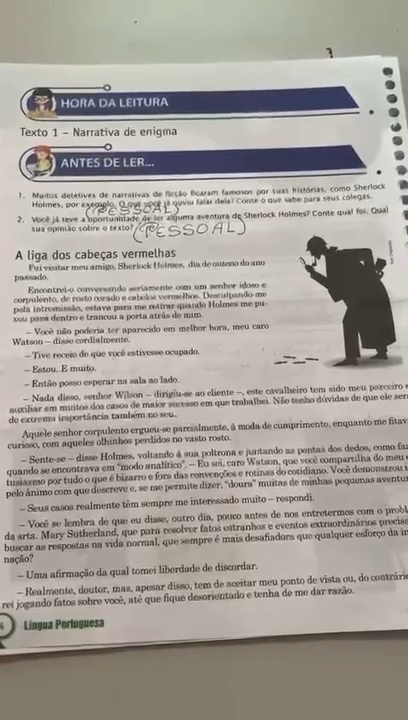 HORA DA LEITURA
Texto 1 – Narrativa de enigma
ANTES DE LER...
1. Muitos detetives de narrativas de ficção ficaram famosos por suas histórias, como Sherlock
Holmes, por exemplo. O que você já ouviu falar dele? Conte o que sabe para seus colegas.
(PESSOAL)
2. Você já teve a oportunidade de ler alguma aventura de Sherlock Holmes? Conte qual foi. Qual
sua opinião sobre o texto?
(PESSOAL)
A liga dos cabeças vermelhas
Fui visitar meu amigo, Sherlock Holmes, dia de outono do ano
passado.
Encontrei-o conversando seriamente com um senhor idoso e
corpulento, de rosto corado e cabelos vermelhos. Desculpando-me
pela intromissão, estava para me retirar quando Holmes me pu-
xou para dentro e trancou a porta atrás de mim.
– Você não poderia ter aparecido em melhor hora, meu caro
Watson – disse cordialmente.
– Tive receio de que você estivesse ocupado.
– Estou. E muito.
– Então posso esperar na sala ao lado.
– Nada disso, senhor Wilson – dirigiu-se ao cliente –, este cavalheiro tem sido meu parceiro e
auxiliar em muitos dos casos de maior sucesso em que trabalhei. Não tenho dúvidas de que ele será
de extrema importância também no seu.
Aquele senhor corpulento ergueu-se parcialmente, à moda de cumprimento, enquanto me fitav
curioso, com aqueles olhinhos perdidos no vasto rosto.
– Sente-se – disse Holmes, voltando à sua poltrona e juntando as pontas dos dedos, como faz
quando se encontrava em "modo analítico". – Eu sei, caro Watson, que você compartilha do meu
tusiasmo por tudo o que é bizarro e fora das convenções e rotinas do cotidiano. Você demonstrou i
pelo ânimo com que descreve e, se me permite dizer, "doura" muitas de minhas pequenas aventur
– Seus casos realmente têm sempre me interessado muito – respondi.
– Você se lembra de que eu disse, outro dia, pouco antes de nos entretermos com o probl
da srta. Mary Sutherland, que para resolver fatos estranhos e eventos extraordinários precisa
buscar as respostas na vida normal, que sempre é mais desafiadora que qualquer esforço da im
nação?
– Uma afirmação da qual tomei liberdade de discordar.
– Realmente, doutor, mas, apesar disso, tem de aceitar meu ponto de vista ou, do contrário
rei jogando fatos sobre você, até que fique desorientado e tenha de me dar razão.
Língua Portuguesa